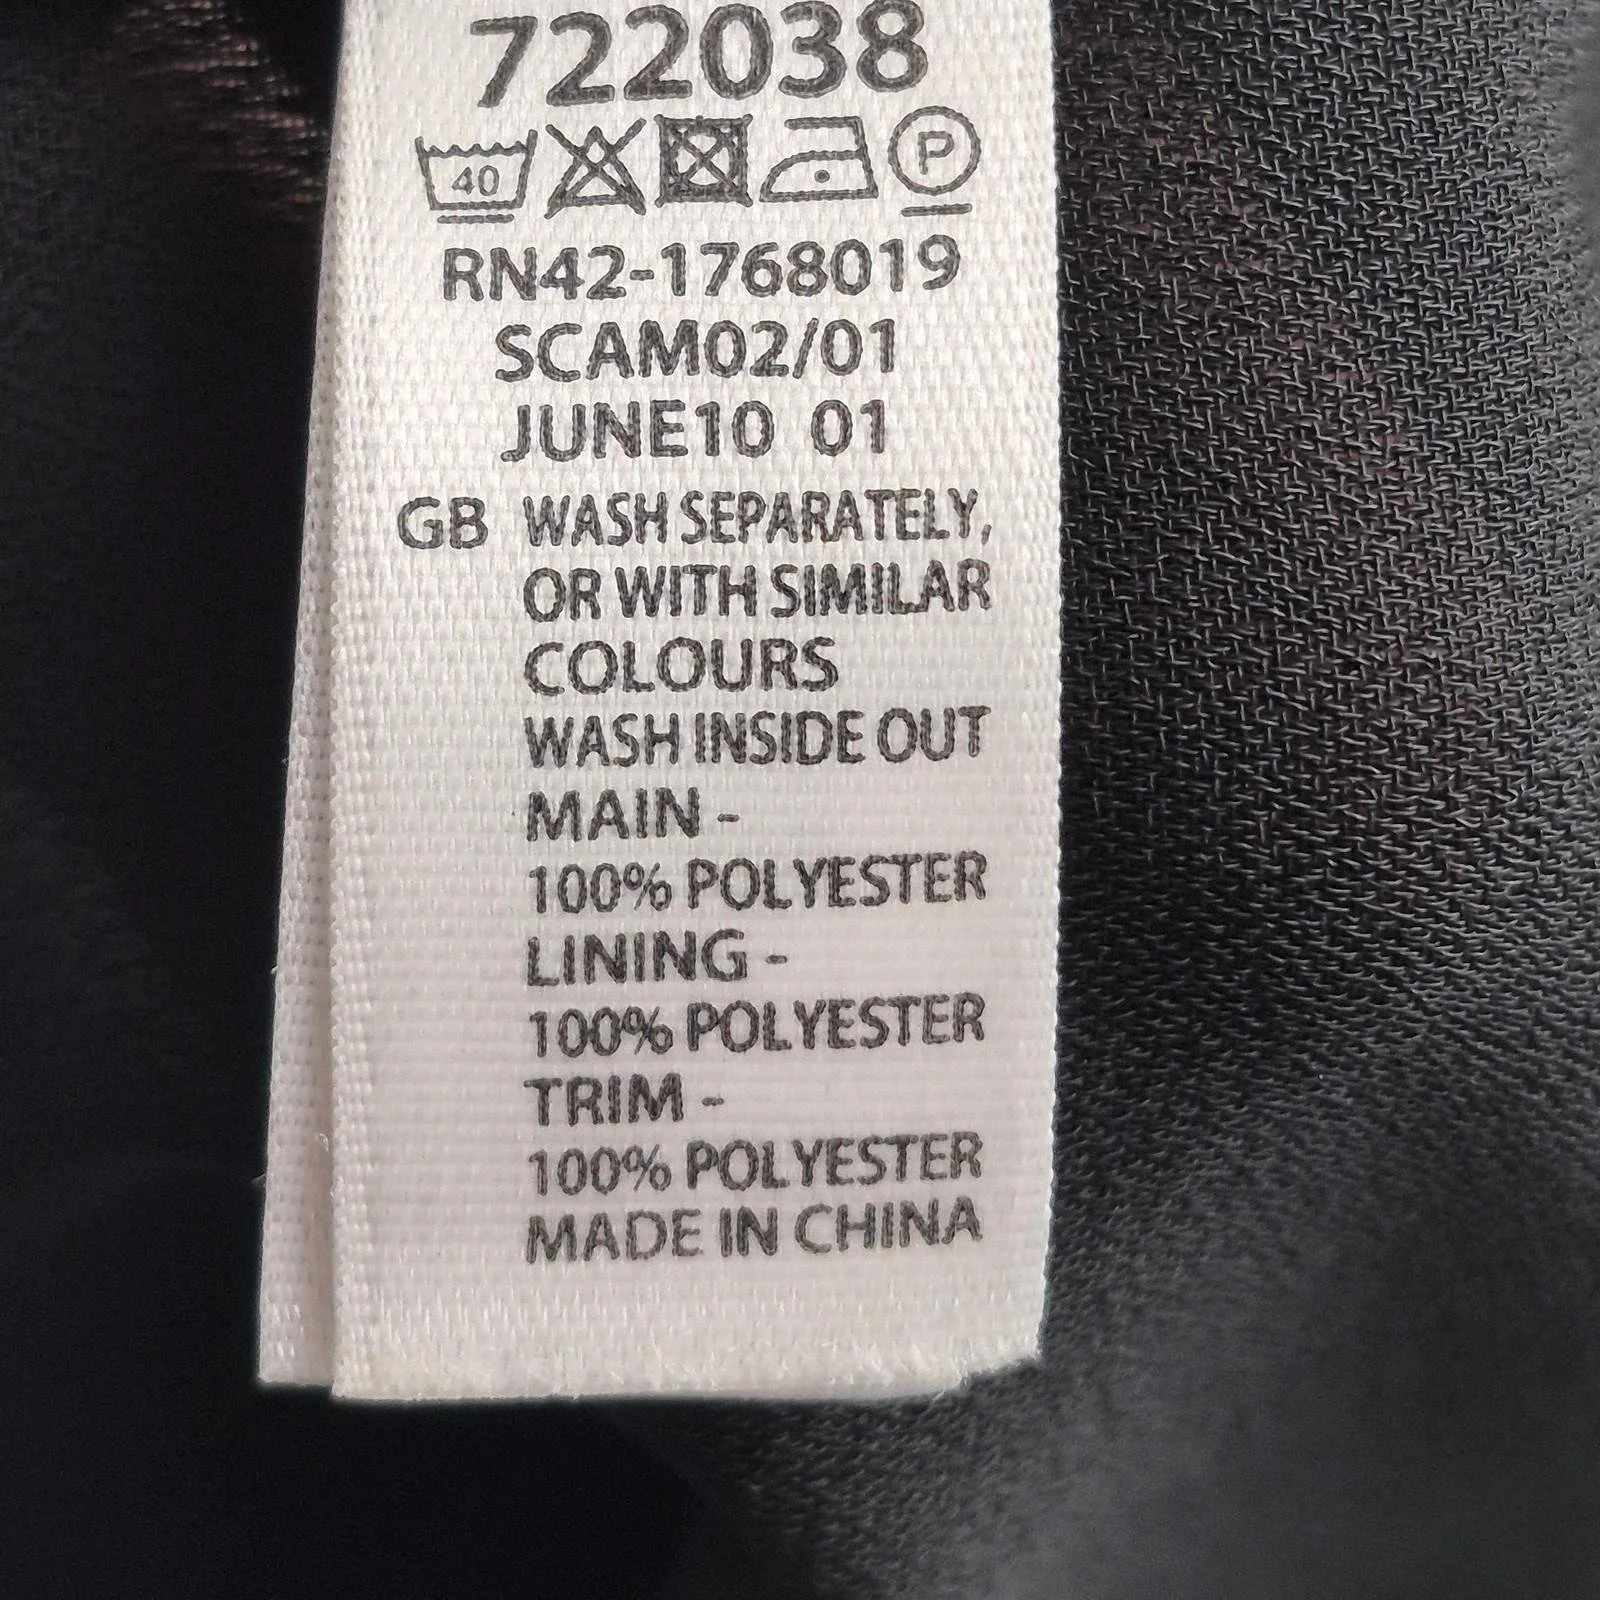 722038
40 P
RN42-1768019
SCAM02/01
JUNE10 01
GB WASH SEPARATELY,
OR WITH SIMILAR
COLOURS
WASH INSIDE OUT
MAIN -
100% POLYESTER
LINING -
100% POLYESTER
TRIM -
100% POLYESTER
MADE IN CHINA